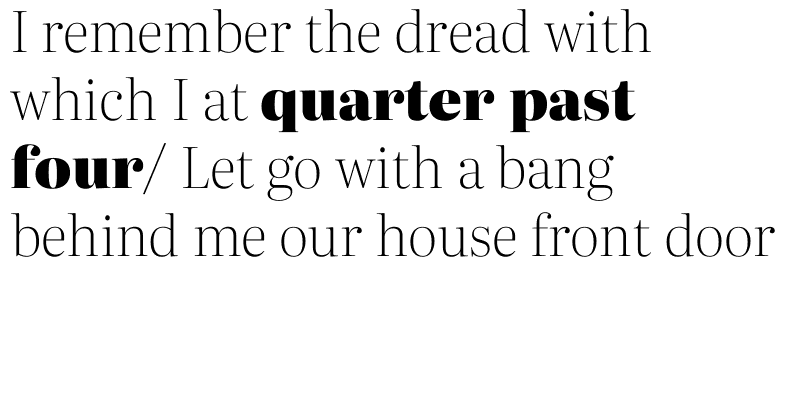 I remember the dread with
which I at quarter past
four/ Let go with a bang
behind me our house front door